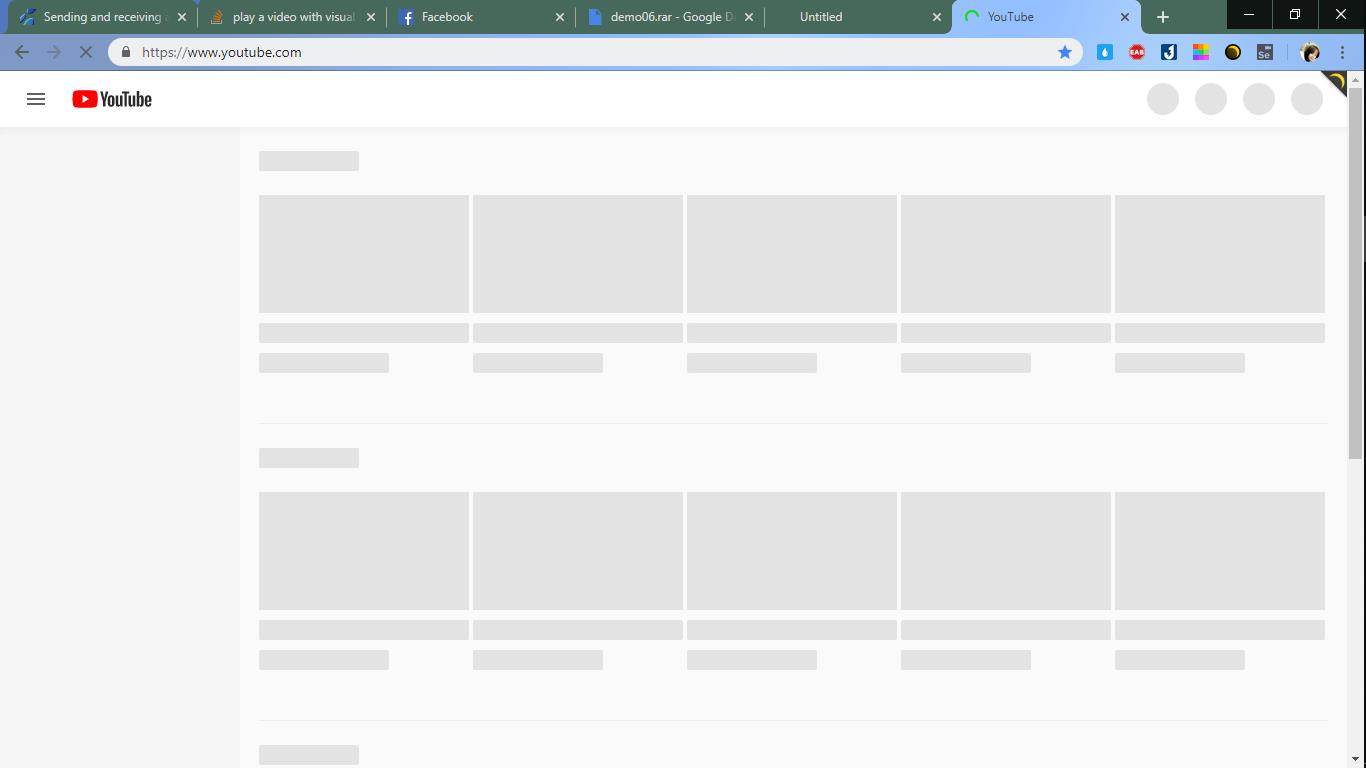 Sending and receiving a
play a video with visual
Facebook
demo06.rar - Google D
Untitled
YouTube
https://www.youtube.com
EAB
J
Se
YouTube